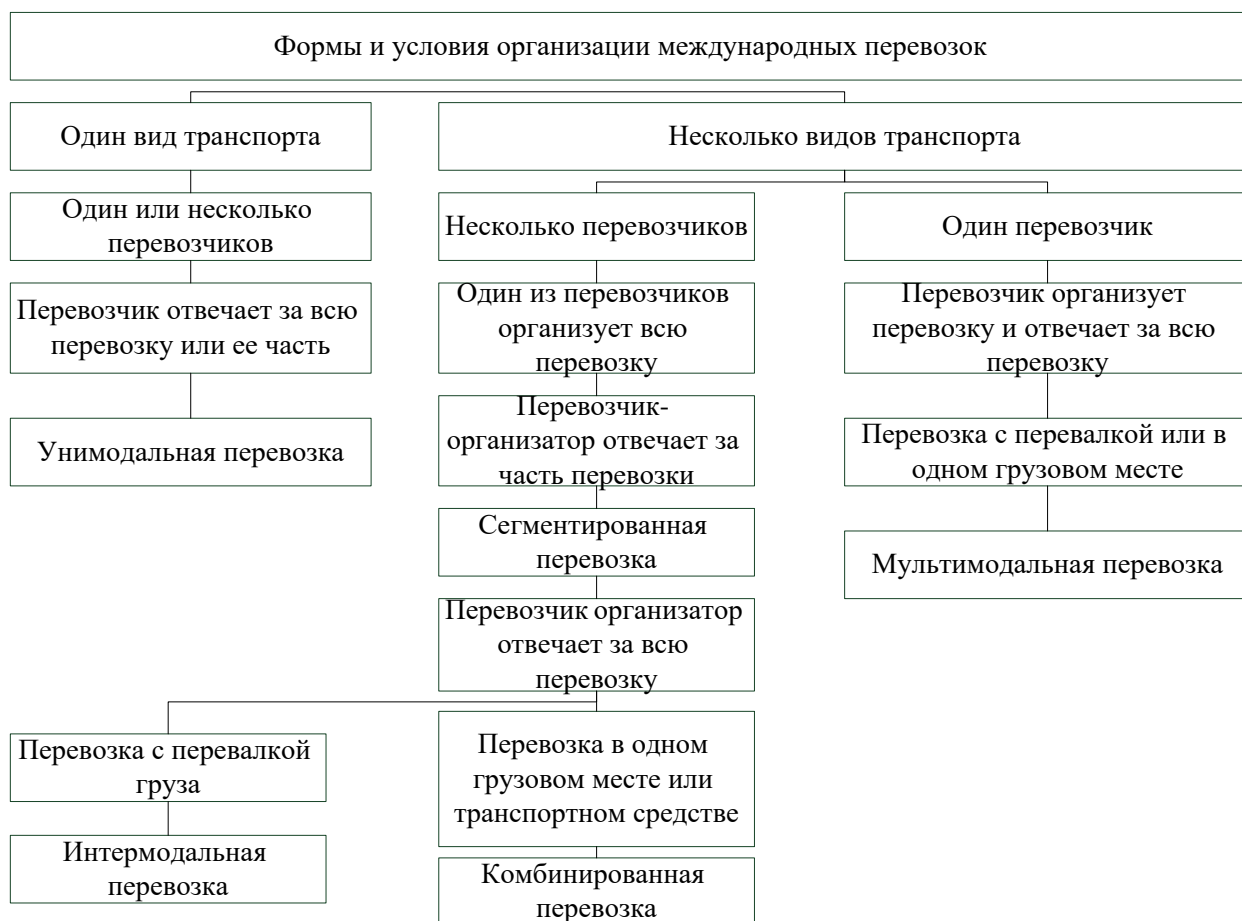 Формы и условия организации международных перевозок
Один вид транспорта
Несколько видов транспорта
Один или несколько
перевозчиков
Несколько перевозчиков
Один перевозчик
Перевозчик отвечает за всю
перевозку или ее часть
Один из перевозчиков
организует всю
перевозку
Перевозчик организует
перевозку и отвечает за всю
перевозку
Унимодальная перевозка
Перевозчик-
организатор отвечает за
часть перевозки
Перевозка с перевалкой или в
одном грузовом месте
Сегментированная
перевозка
Мультимодальная перевозка
Перевозчик организатор
отвечает за всю
перевозку
Перевозка с перевалкой
груза
Перевозка в одном
грузовом месте или
транспортном средстве
Интермодальная
перевозка
Комбинированная
перевозка